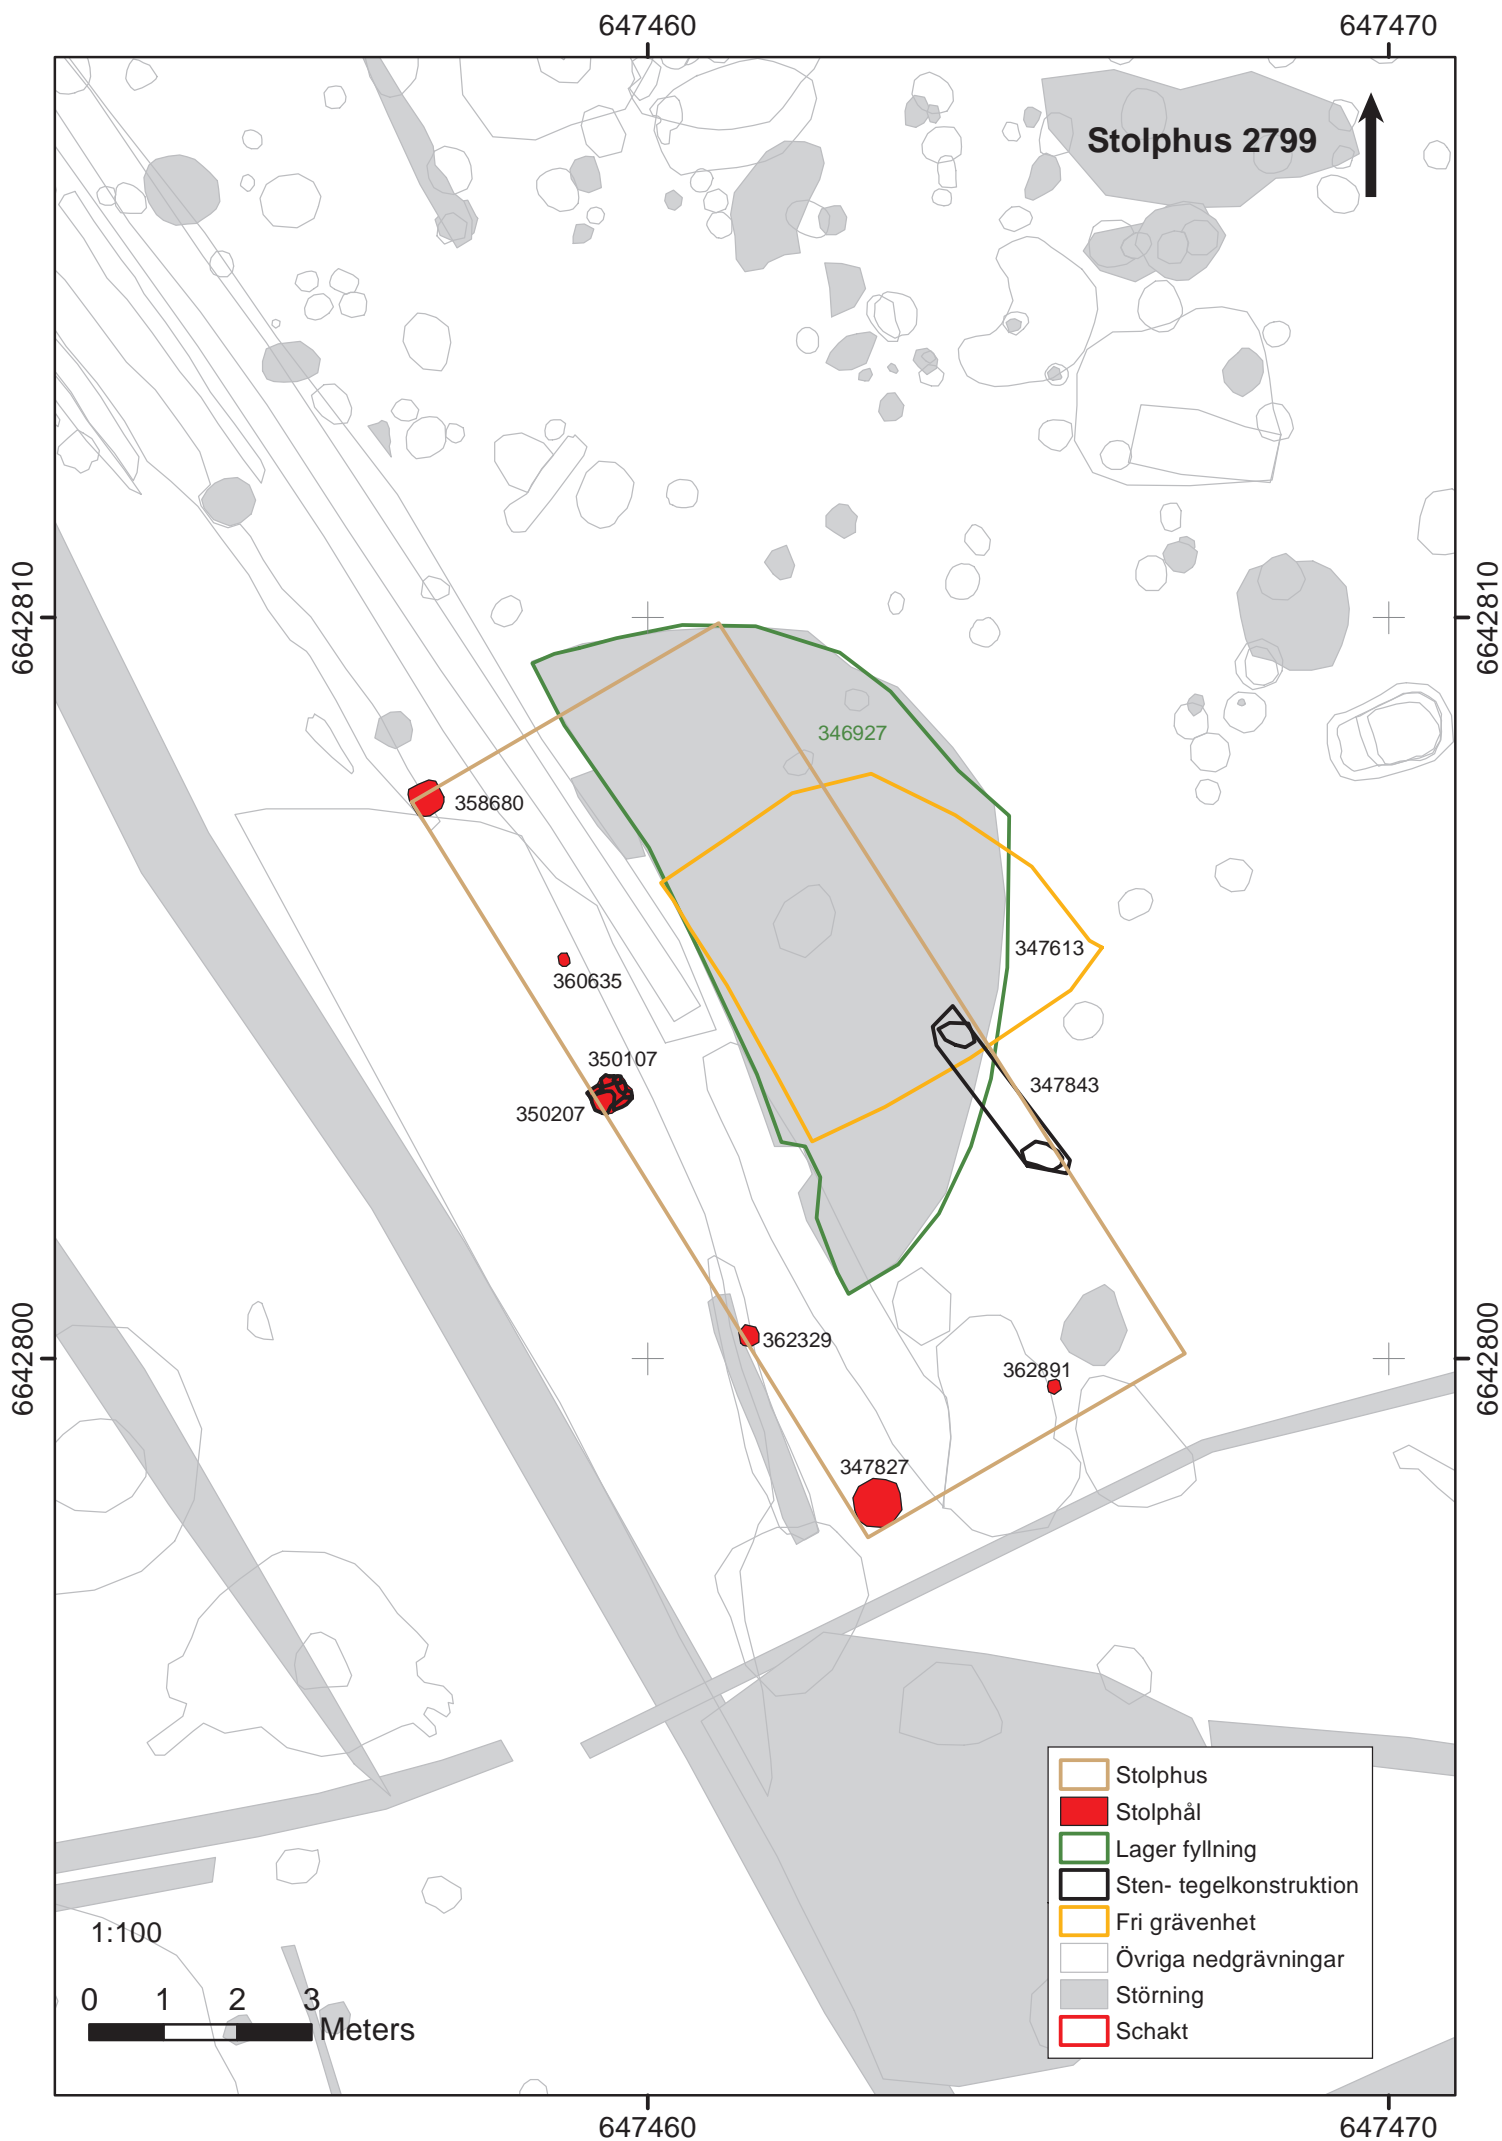 647460
647470
Stolphus 2799
6642810
6642810
346927
358680
347613
360635
350107
347843
350207
362329
6642800
6642800
362891
347827
Stolphus
Stolphål
Lager fyllning
Sten- tegelkonstruktion
Fri grävenhet
Övriga nedgrävningar
Störning
Schakt
1:100
0 1 2 3
Meters
647460
647470